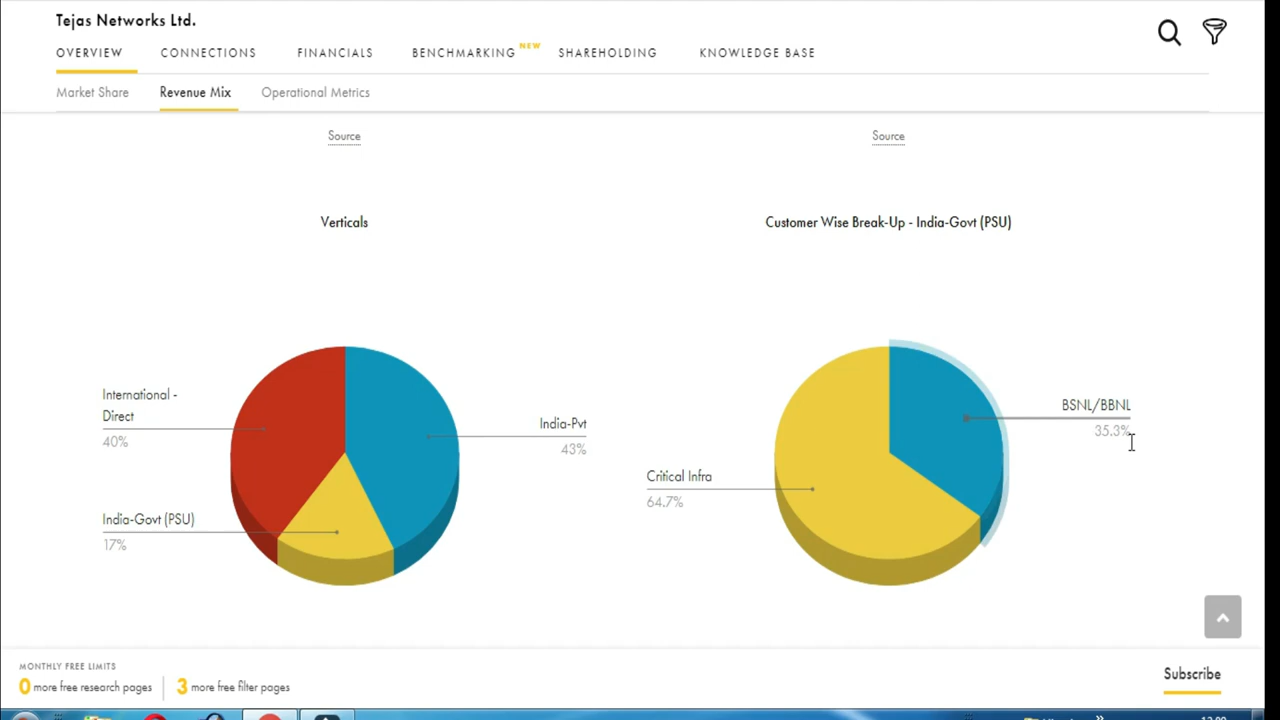 Tejas Networks Ltd.
OVERVIEW CONNECTIONS FINANCIALS BENCHMARKING NEW SHAREHOLDING KNOWLEDGE BASE
Market Share Revenue Mix Operational Metrics
Source Source
Verticals
Customer Wise Break-Up - India-Govt (PSU)
International -
Direct
40%
India-Pvt
43%
India-Govt (PSU)
17%
BSNL/BBNL
35.3%
Critical Infra
64.7%
MONTHLY FREE LIMITS
0 more free research pages 3 more free filter pages
Subscribe